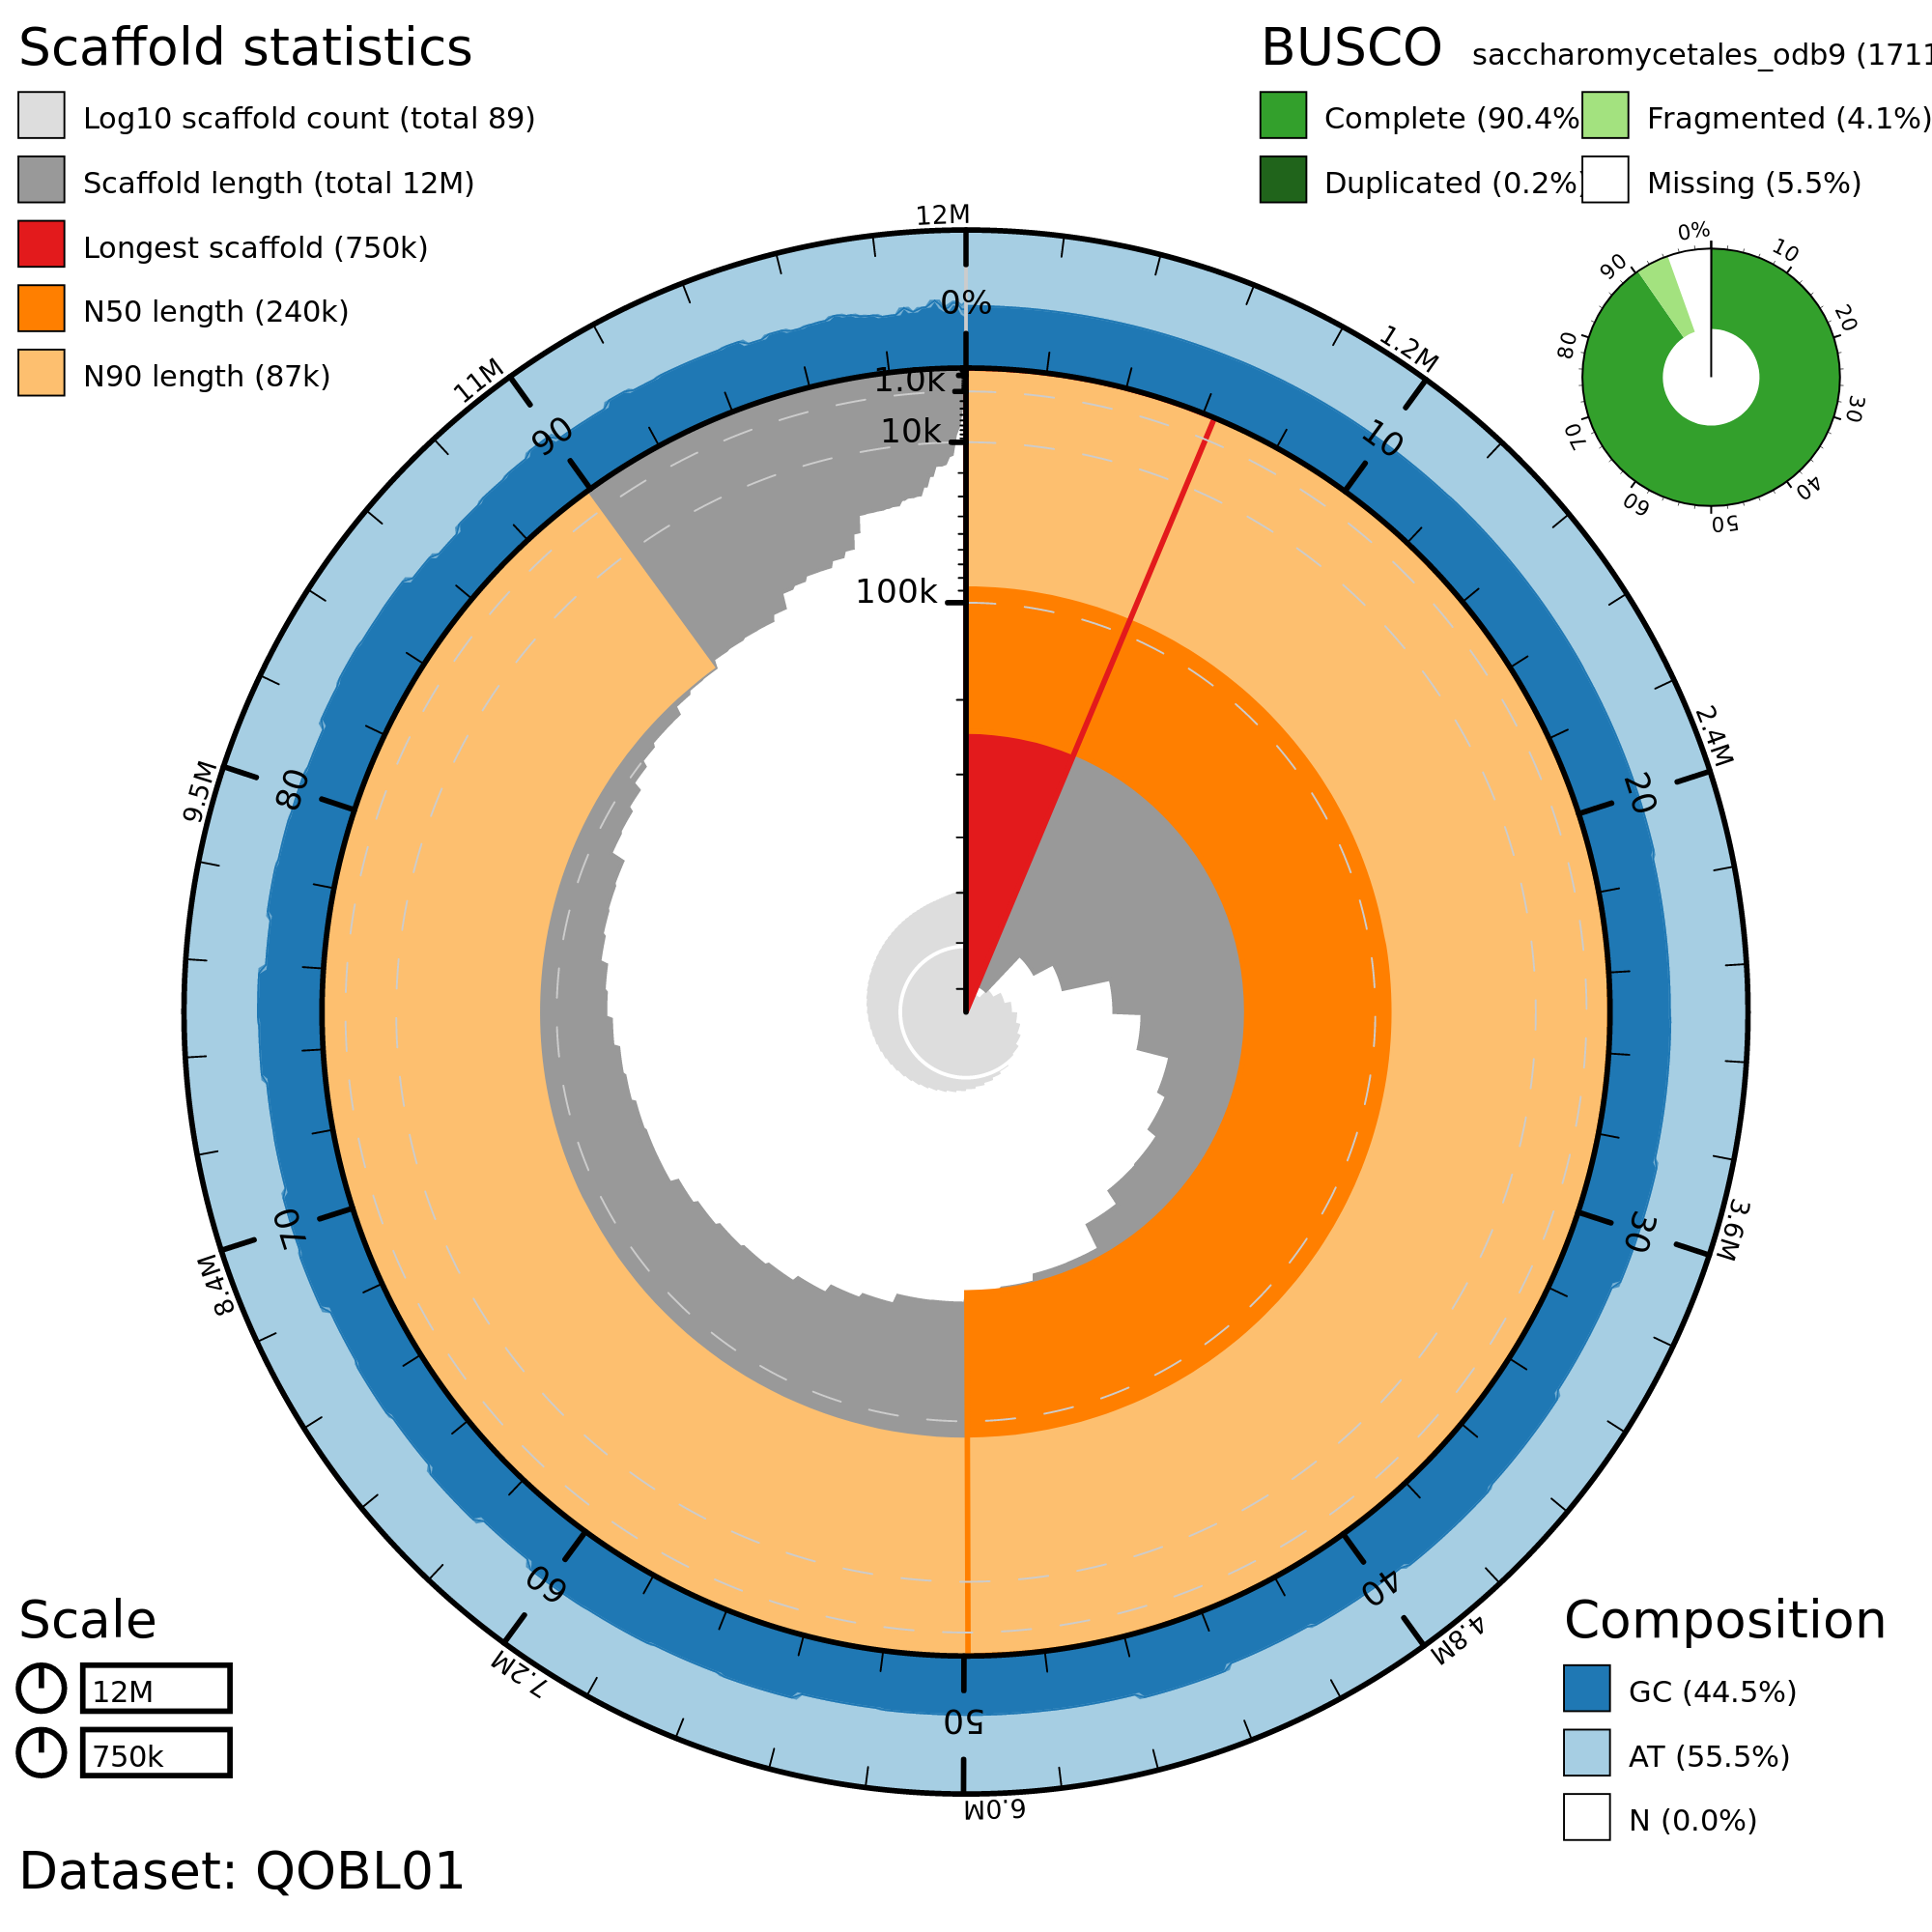 Scaffold statistics
Log10 scaffold count (total 89)
Scaffold length (total 12M)
Longest scaffold (750k)
N50 length (240k)
N90 length (87k)
BUSCO saccharomycetales_odb9 (1711
Complete (90.4%
Fragmented (4.1%)
Duplicated (0.2%)
Missing (5.5%)
0%
10
20
30
40
50
60
70
80
90
12M
1.2M
2.4M
3.6M
4.8M
6.0M
7.2M
8.4M
9.5M
11M
0%
10
20
30
40
50
60
70
80
90
1.0k
10k
100k
Scale
12M
750k
Composition
GC (44.5%)
AT (55.5%)
N (0.0%)
Dataset: QOBL01